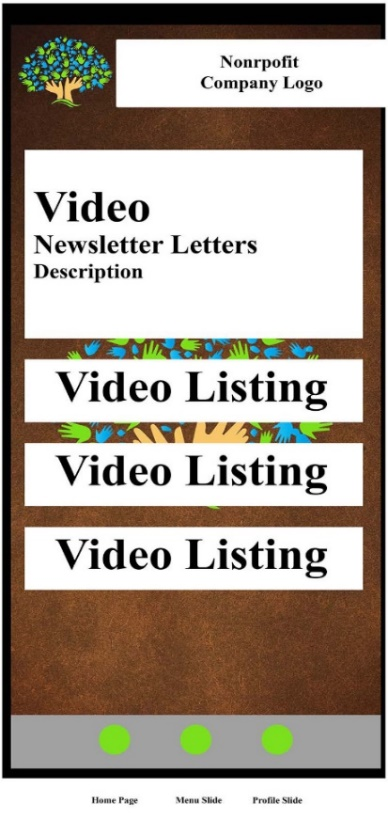 Nonrpofit
Company Logo
Video
Newsletter Letters
Description
Video Listing
Video Listing
Video Listing
Home Page Menu Slide Profile Slide